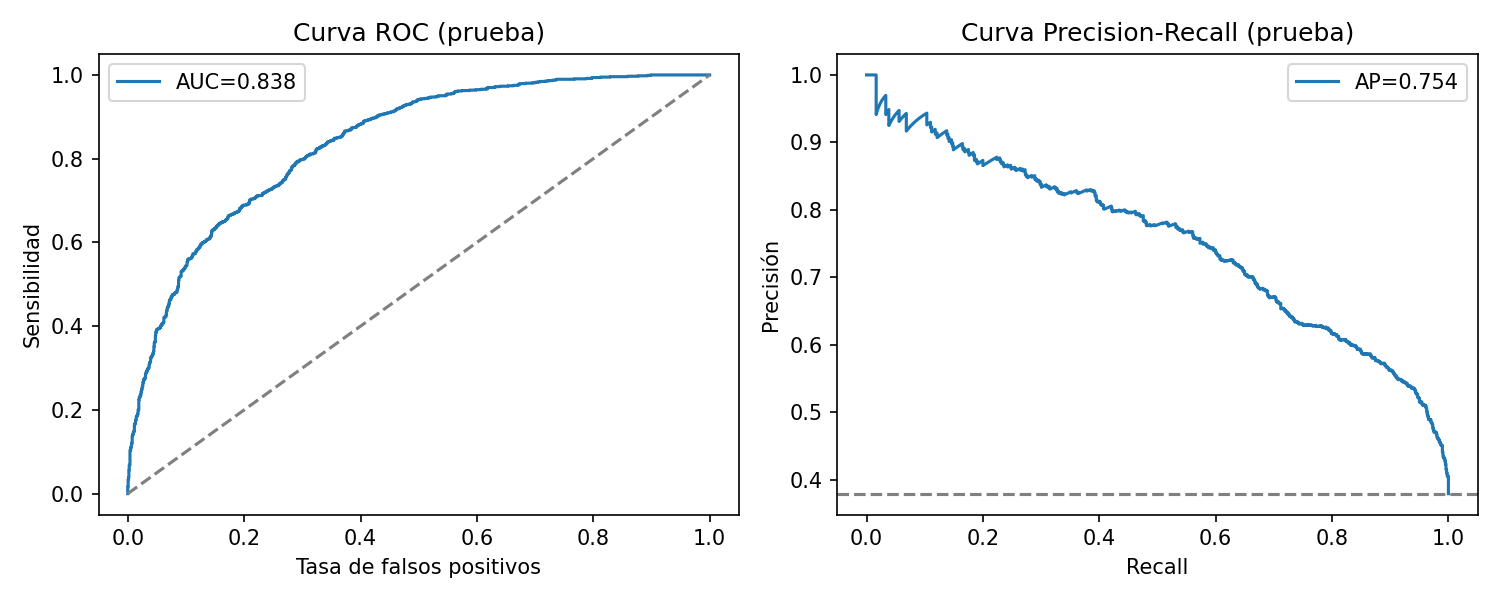 Curva ROC (prueba)
AUC=0.838
Sensibilidad
1.0
0.8
0.6
0.4
0.2
0.0
0.0 0.2 0.4 0.6 0.8 1.0
Tasa de falsos positivos
Curva Precision-Recall (prueba)
AP=0.754
Precisión
1.0
0.9
0.8
0.7
0.6
0.5
0.4
0.0 0.2 0.4 0.6 0.8 1.0
Recall